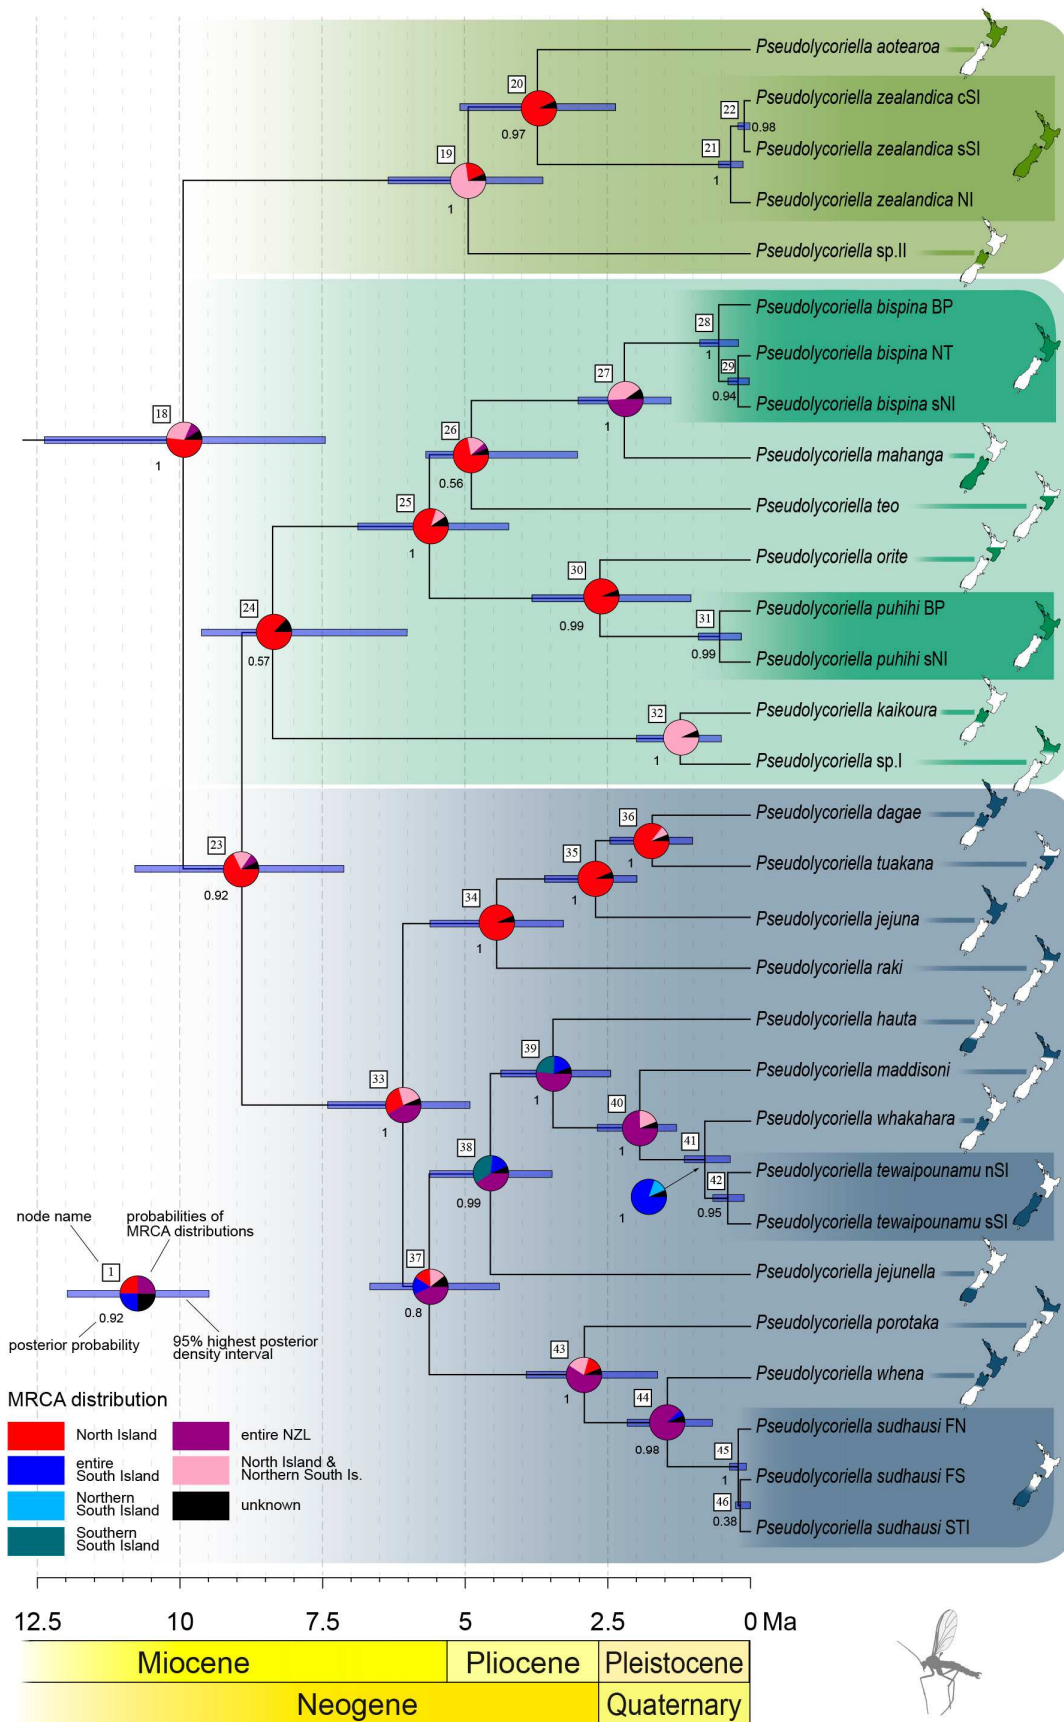 Pseudolycoriella aotearoa
20
Pseudolycoriella zealandica cSI
22
0.98
0.97
Pseudolycoriella zealandica sSI
21
19
1
Pseudolycoriella zealandica NI
1
Pseudolycoriella sp.II
Pseudolycoriella bispina BP
28
1
Pseudolycoriella bispina NT
29
27
0.94
Pseudolycoriella bispina sNI
18
1
26
Pseudolycoriella mahanga
1
0.56
25
Pseudolycoriella teo
1
Pseudolycoriella orite
30
24
0.99
Pseudolycoriella puhihi BP
31
0.99
Pseudolycoriella puhihi sNI
0.57
Pseudolycoriella kaikoura
32
1
Pseudolycoriella sp.I
Pseudolycoriella dagae
36
23
35
1
Pseudolycoriella tuakana
0.92
34
1
Pseudolycoriella jejuna
1
Pseudolycoriella raki
Pseudolycoriella hauta
39
33
1
Pseudolycoriella maddisoni
40
1
Pseudolycoriella whakahara
41
38
1
Pseudolycoriella tewaipounamu nSI
42
0.99
1
0.95
Pseudolycoriella tewaipounamu sSI
node name
probabilities of
MRCA distributions
37
1
Pseudolycoriella jejunella
0.92
0.8
posterior probability
95% highest posterior
density interval
Pseudolycoriella porotaka
43
1
Pseudolycoriella whena
44
MRCA distribution
North Island
entire NZL
Pseudolycoriella sudhausi FN
0.98
45
entire
South Island
North Island &
Northern South Is.
1
Pseudolycoriella sudhausi FS
46
Northern
South Island
unknown
0.38
Pseudolycoriella sudhausi STI
Southern
South Island
12.5 10 7.5 5 2.5 0 Ma
Miocene Pliocene Pleistocene
Neogene Quaternary